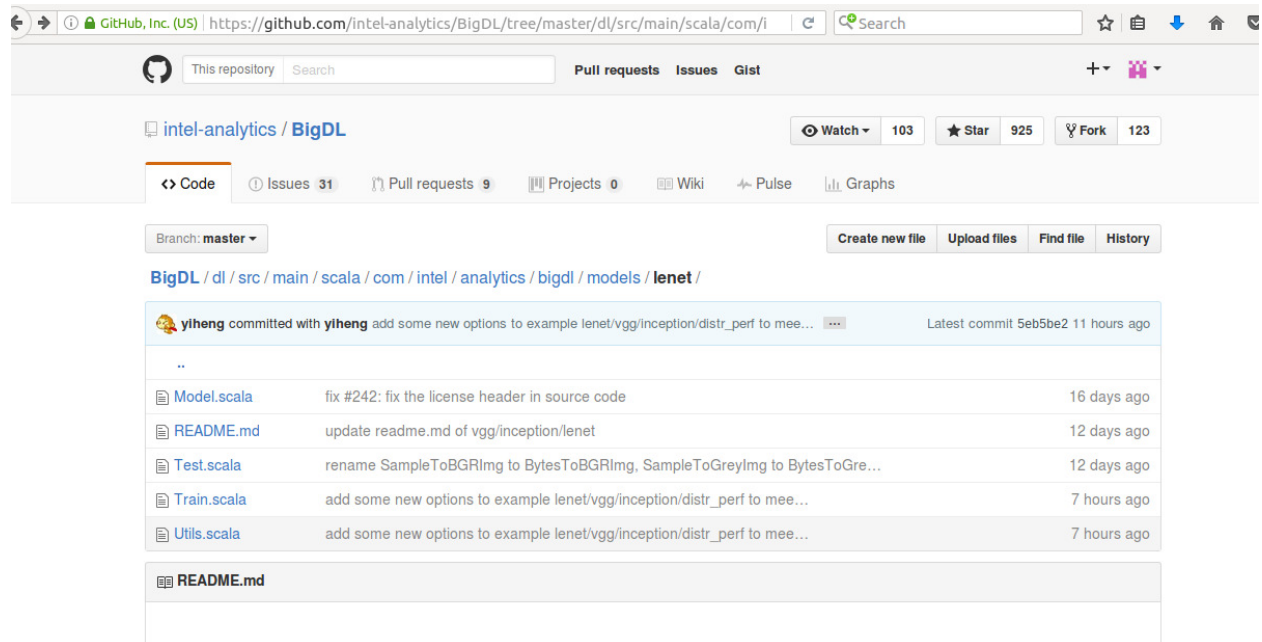 GitHub, Inc. (US) https://github.com/intel-analytics/BigDL/tree/master/dl/src/main/scala/com/i Search
This repository Search Pull requests Issues Gist
intel-analytics / BigDL Watch 103 Star 925 Fork 123
Code Issues 31 Pull requests 9 Projects 0 Wiki Pulse Graphs
Branch: master Create new file Upload files Find file History
BigDL / dl / src / main / scala / com / intel / analytics / bigdl / models / lenet /
yiheng committed with yiheng add some new options to example lenet/vgg/inception/distr_perf to mee… ... Latest commit 5eb5be2 11 hours ago
..
Model.scala fix #242: fix the license header in source code 16 days ago
README.md update readme.md of vgg/inception/lenet 12 days ago
Test.scala rename SampleToBGRImg to BytesToBGRImg, SampleToGreyImg to BytesToGre… 12 days ago
Train.scala add some new options to example lenet/vgg/inception/distr_perf to mee… 7 hours ago
Utils.scala add some new options to example lenet/vgg/inception/distr_perf to mee… 7 hours ago
README.md